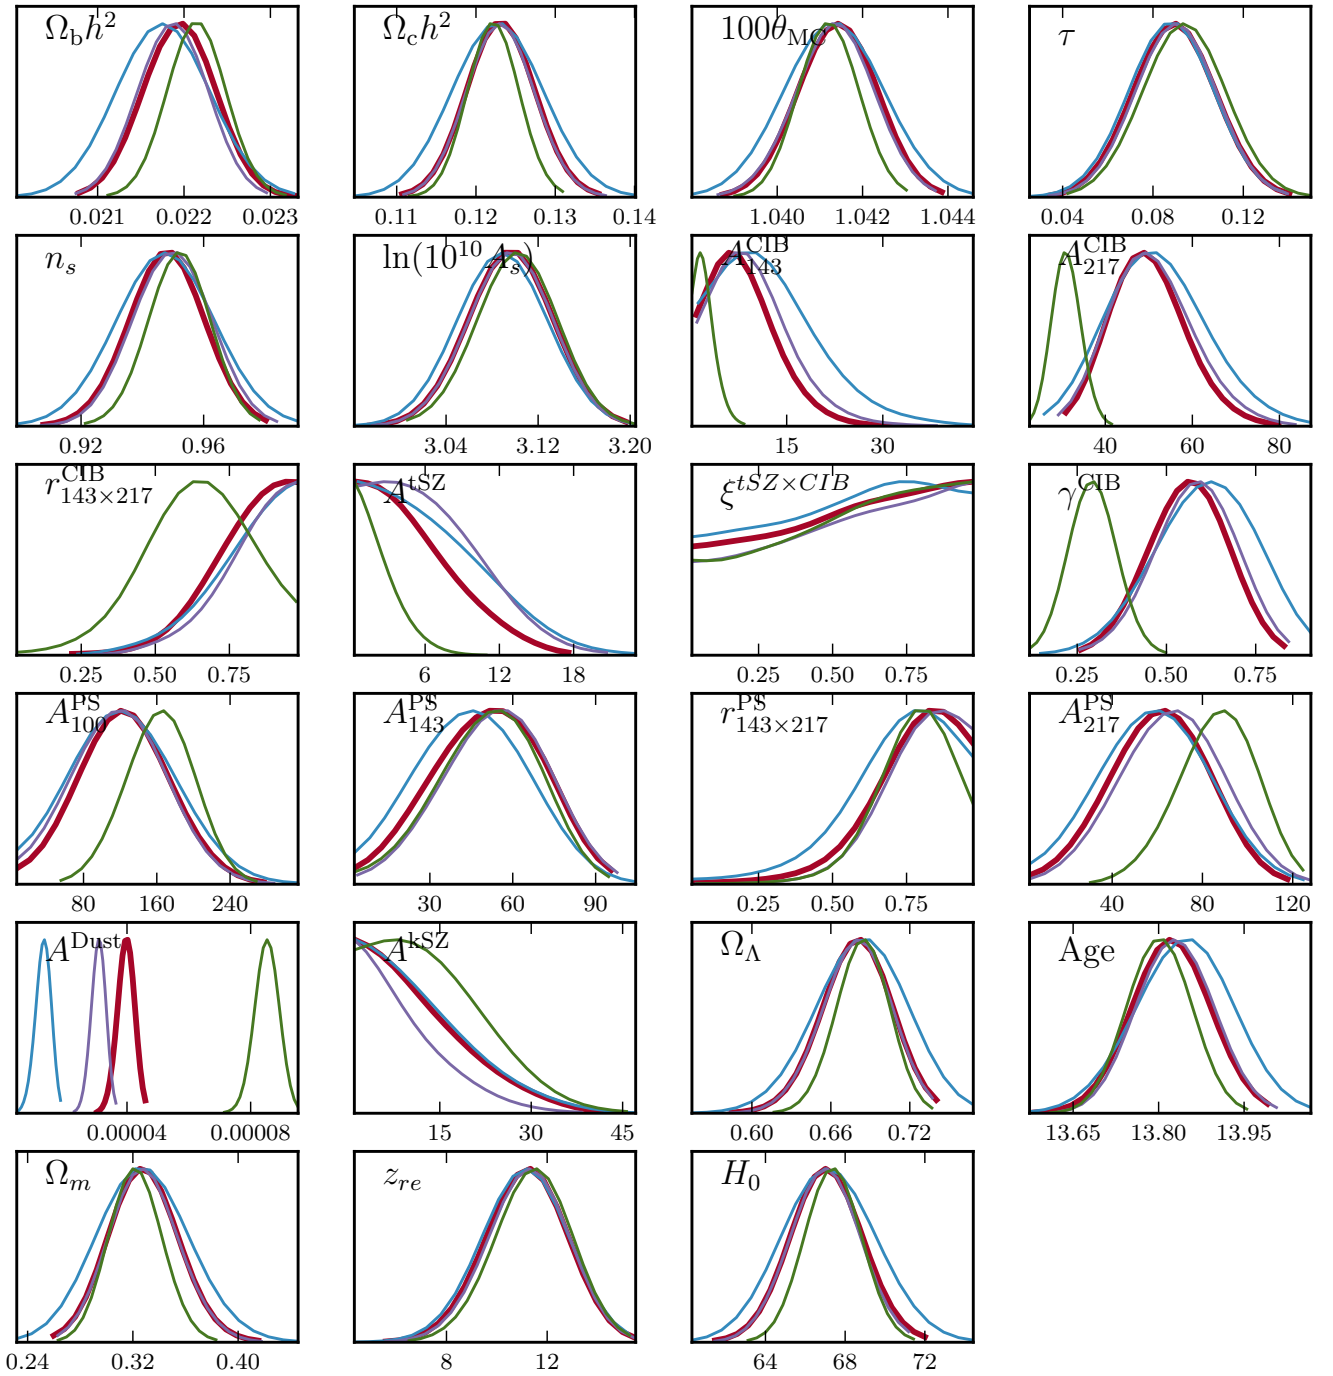 Ω_b h² Ω_c h² 100θ_MC τ
0.021 0.022 0.023 0.11 0.12 0.13 0.14 1.040 1.042 1.044 0.04 0.08 0.12
n_s ln(10¹⁰ A_s) A^CIB_143 A^CIB_217
0.92 0.96 3.04 3.12 3.20 15 30 40 60 80
r^CIB_143×217 A^tSZ ξ^tSZ×CIB γ^CIB
0.25 0.50 0.75 6 12 18 0.25 0.50 0.75 0.25 0.50 0.75
A^PS_100 A^PS_143 r^PS_143×217 A^PS_217
80 160 240 30 60 90 0.25 0.50 0.75 40 80 120
A^Dust A^kSZ Ω_Λ Age
0.00004 0.00008 15 30 45 0.60 0.66 0.72 13.65 13.80 13.95
Ω_m z_re H_0
0.24 0.32 0.40 8 12 64 68 72